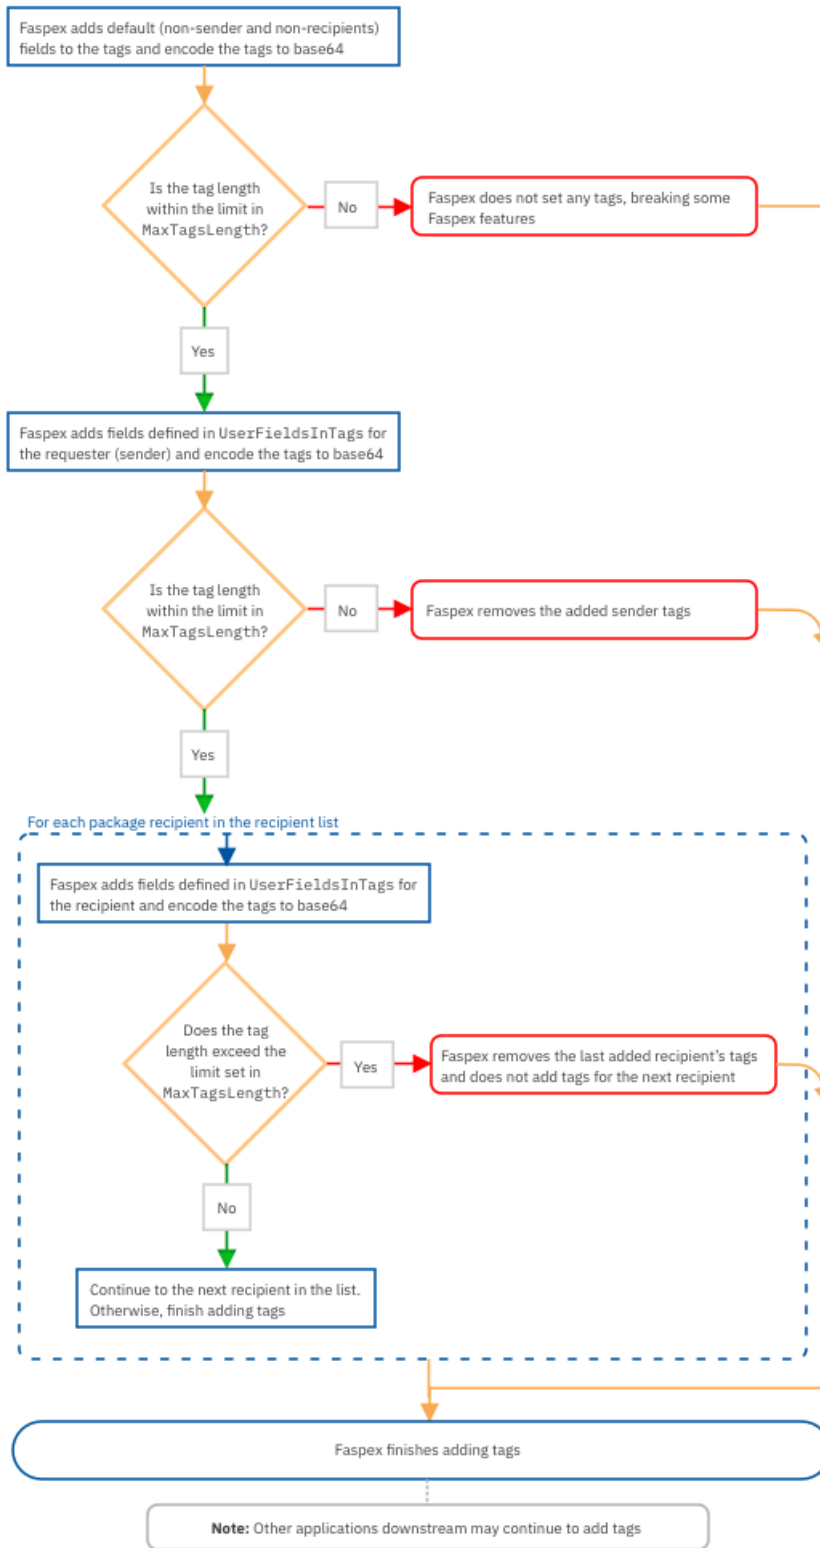 Faspex adds default (non-sender and non-recipients)
fields to the tags and encode the tags to base64
Is the tag length
within the limit in
MaxTagsLength?
No
Faspex does not set any tags, breaking some
Faspex features
Yes
Faspex adds fields defined in UserFieldsInTags for
the requester (sender) and encode the tags to base64
Is the tag length
within the limit in
MaxTagsLength?
No
Faspex removes the added sender tags
Yes
For each package recipient in the recipient list
Faspex adds fields defined in UserFieldsInTags for
the recipient and encode the tags to base64
Does the tag
length exceed the
limit set in
MaxTagsLength?
Yes
Faspex removes the last added recipient's tags
and does not add tags for the next recipient
No
Continue to the next recipient in the list.
Otherwise, finish adding tags
Faspex finishes adding tags
Note: Other applications downstream may continue to add tags